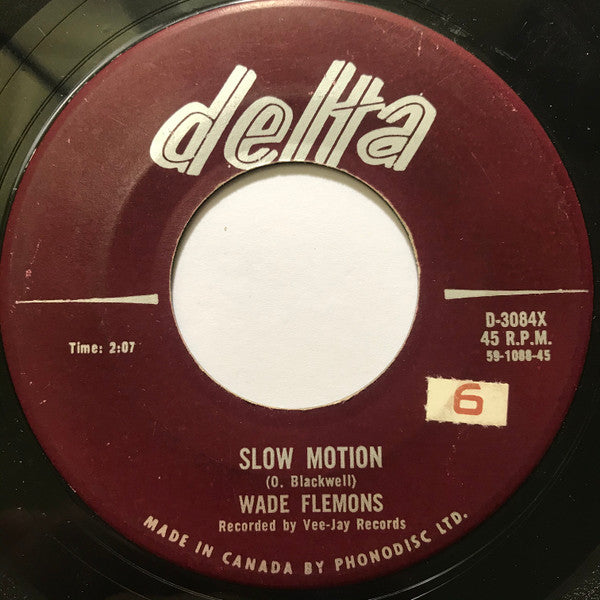 delta
Time: 2:07
D-3084X
45 R.P.M.
59-1088-45
6
SLOW MOTION
(O. Blackwell)
WADE FLEMONS
Recorded by Vee-Jay Records
MADE IN CANADA BY PHONODISC LTD.